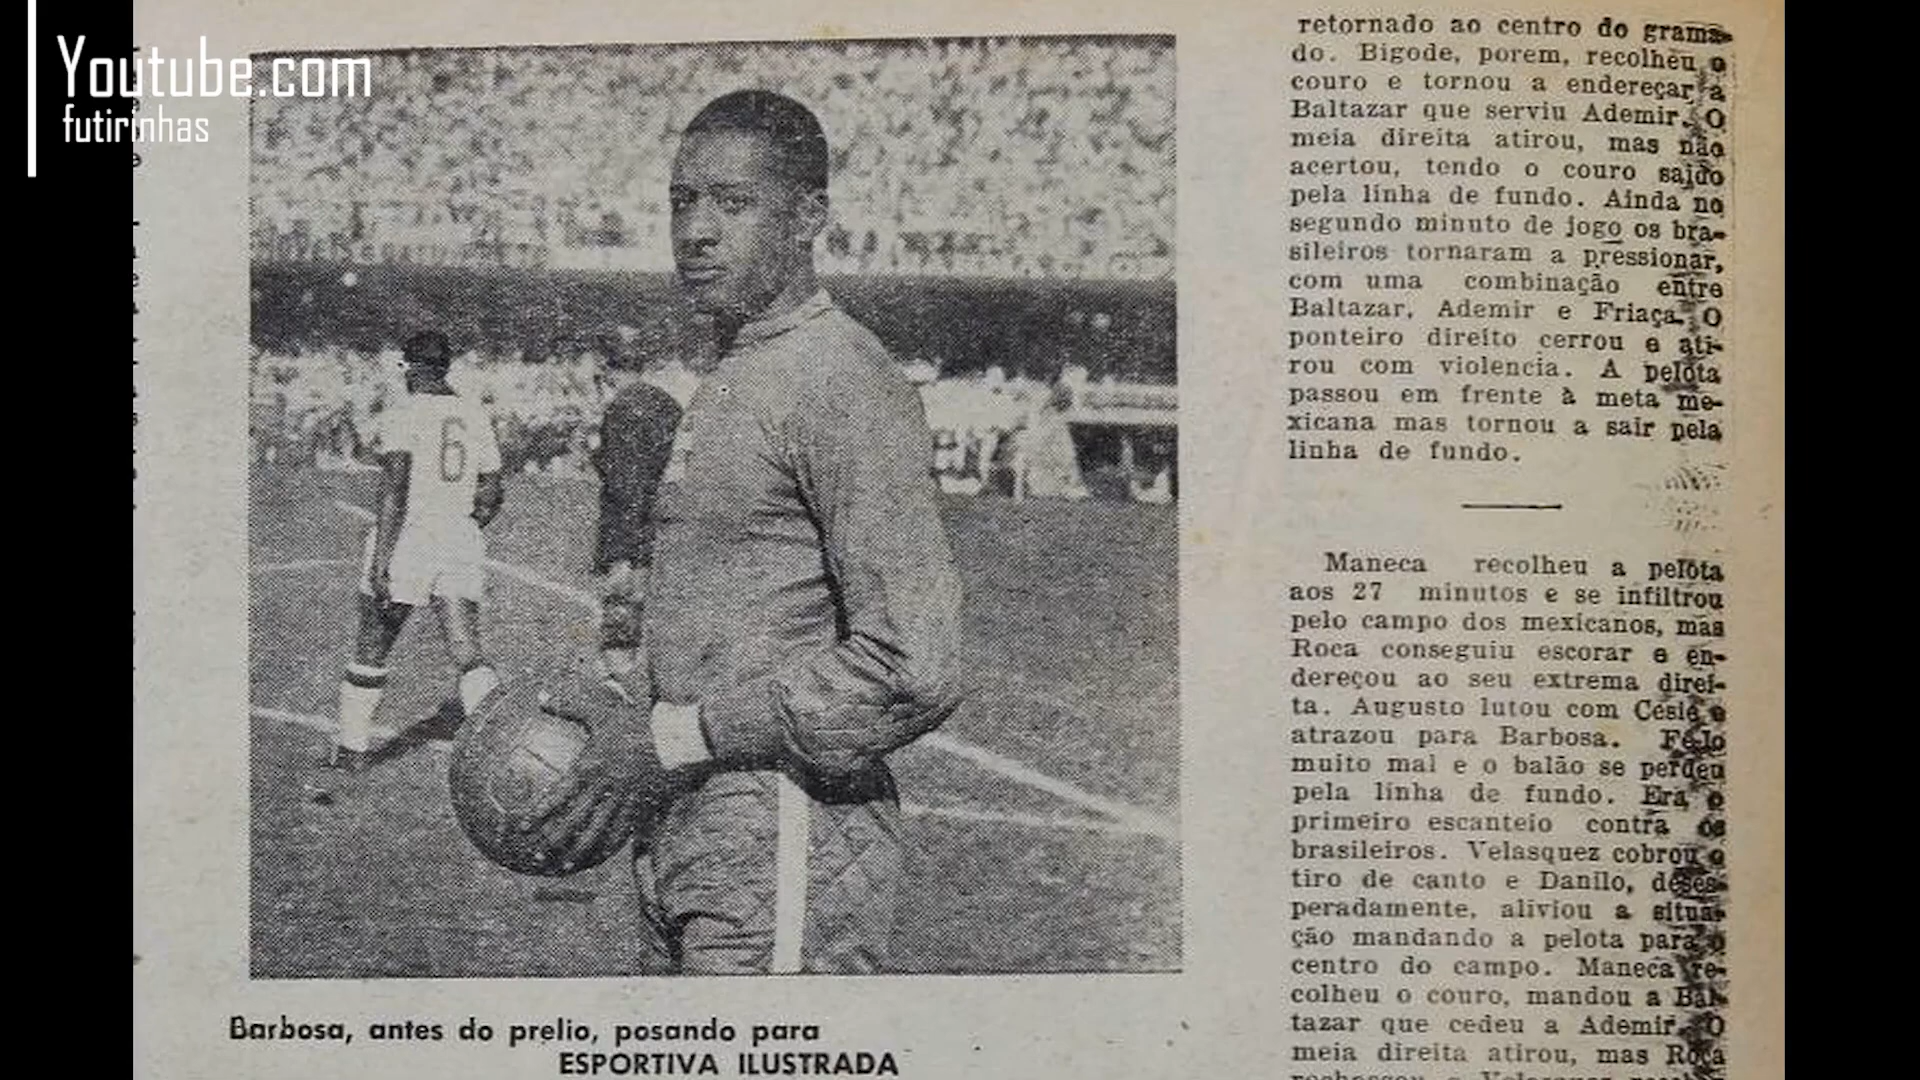 Youtube.com
futirinhas
retornado ao centro do grama-
do. Bigode, porem, recolheu o
couro e tornou a endereçar a
Baltazar que serviu Ademir. O
meia direita atirou, mas não
acertou, tendo o couro saido
pela linha de fundo. Ainda no
segundo minuto de jogo os bra-
sileiros tornaram a pressionar,
com uma combinação entre
Baltazar, Ademir e Friaça. O
ponteiro direito cerrou e ati-
rou com violencia. A pelota
passou em frente à meta me-
xicana mas tornou a sair pela
linha de fundo.
Maneca recolheu a pelota
aos 27 minutos e se infiltrou
pelo campo dos mexicanos, mas
Roca conseguiu escorar e en-
dereçou ao seu extrema direi-
ta. Augusto lutou com Césie e
atrazou para Barbosa.
muito mal e o balão se perdeu
pela linha de fundo. Era o
primeiro escanteio contra os
brasileiros. Velasquez cobrou o
tiro de canto e Danilo, deses-
peradamente, aliviou a situa-
ção mandando a pelota para o
centro do campo. Maneca re-
colheu o couro, mandou a Bal-
tazar que cedeu a Ademir. O
meia direita atirou, mas Roca
6
Barbosa, antes do prelio, posando para
ESPORTIVA ILUSTRADA